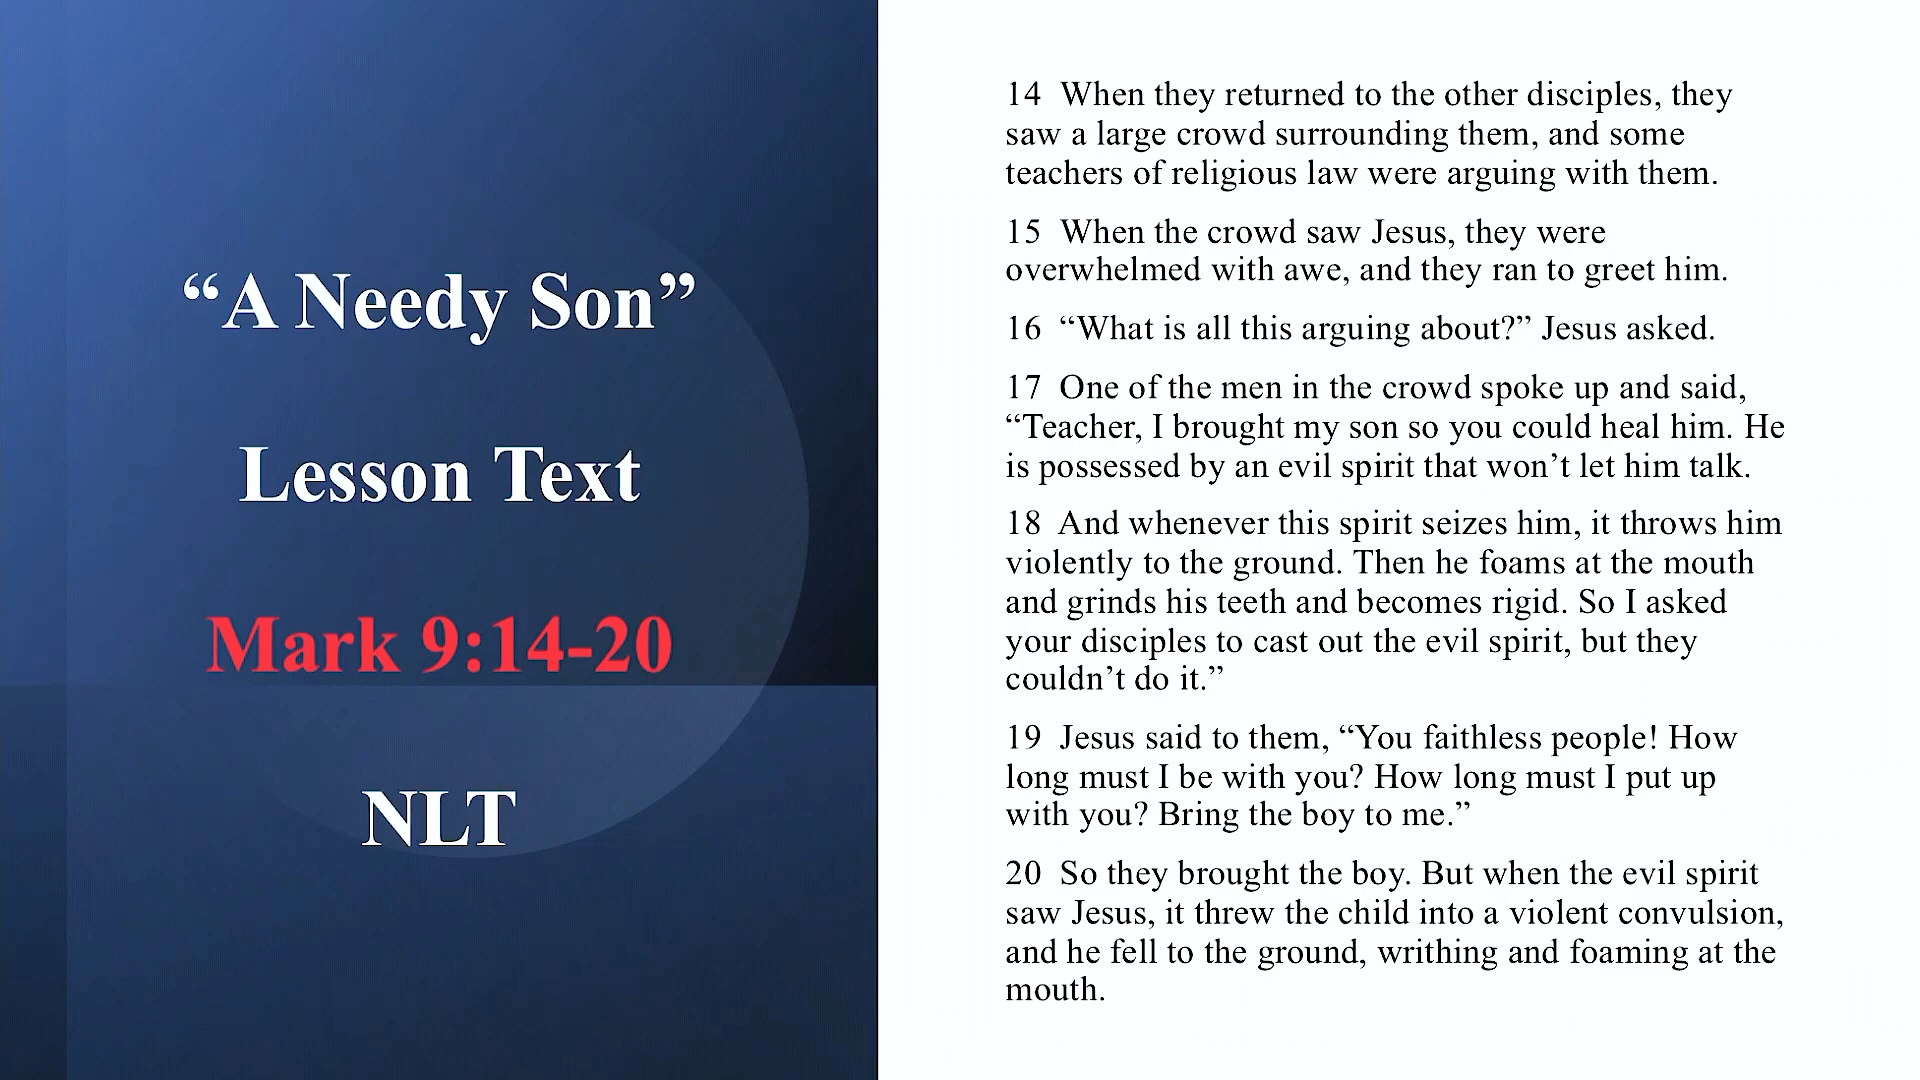 “A Needy Son”
Lesson Text
Mark 9:14-20
NLT
14 When they returned to the other disciples, they
saw a large crowd surrounding them, and some
teachers of religious law were arguing with them.
15 When the crowd saw Jesus, they were
overwhelmed with awe, and they ran to greet him.
16 “What is all this arguing about?” Jesus asked.
17 One of the men in the crowd spoke up and said,
“Teacher, I brought my son so you could heal him. He
is possessed by an evil spirit that won’t let him talk.
18 And whenever this spirit seizes him, it throws him
violently to the ground. Then he foams at the mouth
and grinds his teeth and becomes rigid. So I asked
your disciples to cast out the evil spirit, but they
couldn’t do it.”
19 Jesus said to them, “You faithless people! How
long must I be with you? How long must I put up
with you? Bring the boy to me.”
20 So they brought the boy. But when the evil spirit
saw Jesus, it threw the child into a violent convulsion,
and he fell to the ground, writhing and foaming at the
mouth.